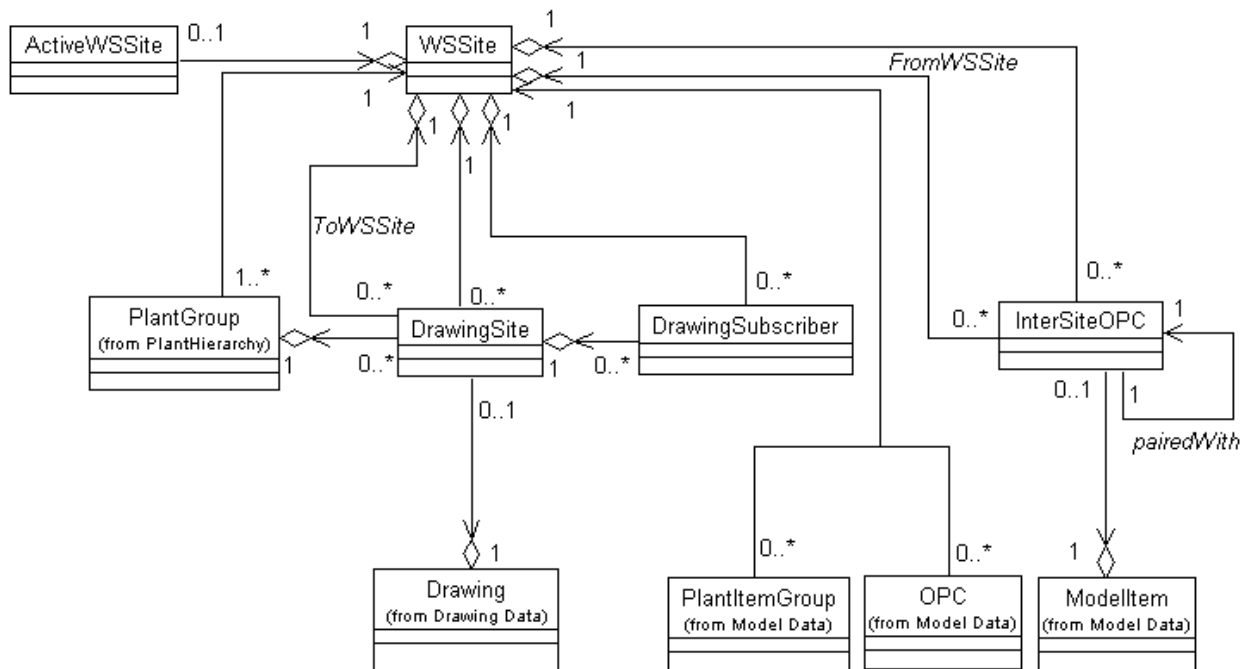 0..1
1
1
1
ActiveWSSite
WSSite
FromWSSite
1
1
1
1
1
1
1
ToWSSite
1..*
0..*
0..*
0..*
0..*
PlantGroup
(from PlantHierarchy)
DrawingSite
DrawingSubscriber
0..*
InterSiteOPC
1
1
0..*
1
0..*
0..1
0..1
1
pairedWith
1
0..*
0..*
1
Drawing
(from Drawing Data)
PlantItemGroup
(from Model Data)
OPC
(from Model Data)
ModelItem
(from Model Data)